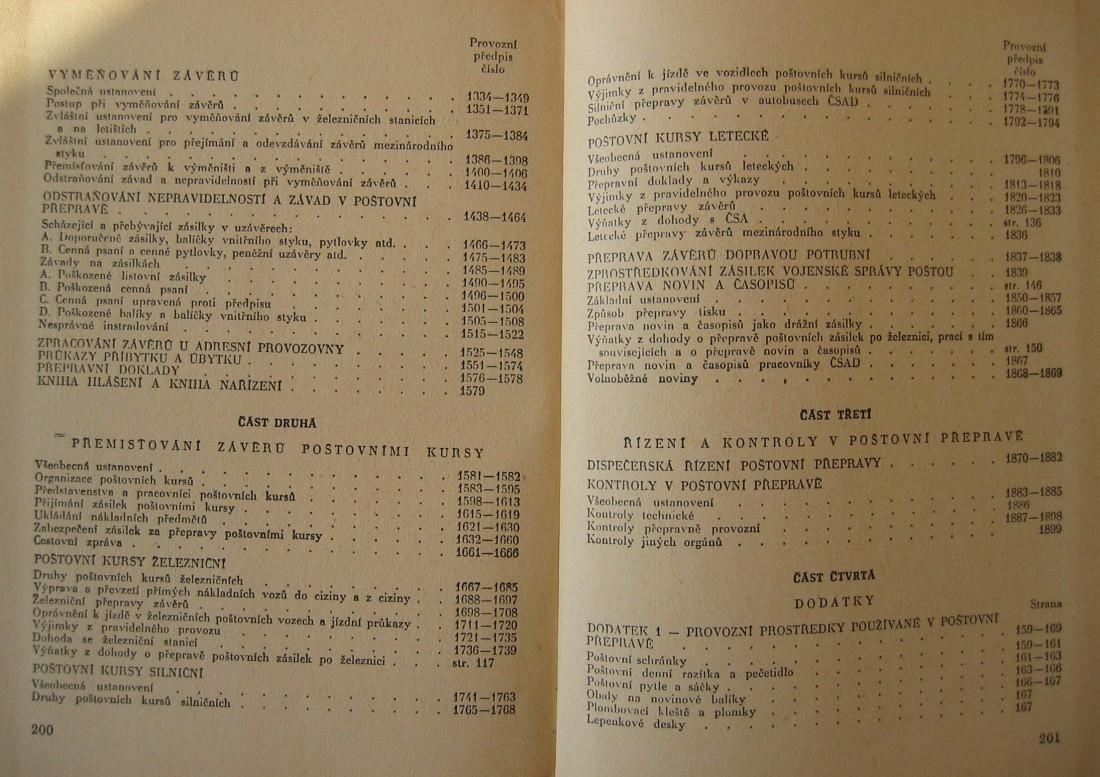 Provozní
předpis
číslo
VYMĚŇOVÁNÍ ZÁVĚRŮ
Společná ustanovení . . . 1334—1349
Postup při vyměňování závěrů . . . 1351—1371
Zvláštní ustanovení pro vyměňování závěrů v železničních stanicích
a na letištích . . . 1375—1384
Zvláštní ustanovení pro přejímání a odevzdávání závěrů mezinárodního
styku . . . 1386—1398
Přemisťování závěrů k výměništi a z výměniště . . . 1400—1406
Odstraňování závad a nepravidelností při vyměňování závěrů . . . 1410—1434
ODSTRAŇOVÁNÍ NEPRAVIDELNOSTÍ A ZÁVAD V POŠTOVNÍ
PŘEPRAVĚ . . . 1438—1464
Scházející a přebývající zásilky v uzávěrech:
A. Doporučené zásilky, balíčky vnitřního styku, pytlovky atd. . . . 1466—1473
B. Cenná psaní a cenné pytlovky, peněžní uzávěry atd. . . . 1475—1483
Závady na zásilkách . . . 1485—1489
A. Poškozené listovní zásilky . . . 1490—1495
B. Poškozená cenná psaní . . . 1496—1500
C. Cenná psaní upravená proti předpisu . . . 1501—1504
D. Poškozené balíky a balíčky vnitřního styku . . . 1505—1508
Nesprávné instradování . . . 1515—1522
ZPRACOVÁNÍ ZÁVĚRŮ U ADRESNÍ PROVOZOVNY . . . 1525—1548
PRŮKAZY PŘÍBYTKU A ÚBYTKU . . . 1551—1574
PŘEPRAVNÍ DOKLADY . . . 1576—1578
KNIHA HLÁŠENÍ A KNIHA NAŘÍZENÍ . . . 1579
ČÁST DRUHÁ
PŘEMISŤOVÁNÍ ZÁVĚRŮ POŠTOVNÍMI KURSY
Všeobecná ustanovení . . . 1581—1582
Organizace poštovních kursů . . . 1583—1595
Představenstva a pracovníci poštovních kursů . . . 1598—1613
Přijímání zásilek poštovními kursy . . . 1615—1619
Ukládání nákladních předmětů . . . 1621—1630
Zabezpečení zásilek za přepravy poštovními kursy . . . 1632—1660
Cestovní zpráva . . . 1661—1666
POŠTOVNÍ KURSY ŽELEZNIČNÍ
Druhy poštovních kursů železničních . . . 1667—1685
Výprava a převzetí přímých nákladních vozů do ciziny a z ciziny . . . 1688—1697
Železniční přepravy závěrů . . . 1698—1708
Oprávnění k jízdě v železničních poštovních vozech a jízdní průkazy . . . 1711—1720
Výjimky z pravidelného provozu . . . 1721—1735
Dohoda se železniční stanicí . . . 1736—1739
Výňatky z dohody o přepravě poštovních zásilek po železnici . . . str. 117
POŠTOVNÍ KURSY SILNIČNÍ
Všeobecná ustanovení . . . 1741—1763
Druhy poštovních kursů silničních . . . 1765—1768
200
Provozní
předpis
číslo
Oprávnění k jízdě ve vozidlech poštovních kursů silničních . . . 1770—1773
Výjimky z pravidelného provozu poštovních kursů silničních . . . 1774—1776
Silniční přepravy závěrů v autobusech ČSAD . . . 1778—1791
Pochůzky . . . 1792—1794
POŠTOVNÍ KURSY LETECKÉ
Všeobecná ustanovení . . . 1796—1806
Druhy poštovních kursů leteckých . . . 1810
Přepravní doklady a výkazy . . . 1813—1818
Výjimky z pravidelného provozu poštovních kursů leteckých . . . 1820—1823
Letecké přepravy závěrů . . . 1826—1833
Výňatky z dohody s ČSA . . . str. 136
Letecké přepravy závěrů mezinárodního styku . . . 1836
PŘEPRAVA ZÁVĚRŮ DOPRAVOU POTRUBNÍ . . . 1837—1838
ZPROSTŘEDKOVÁNÍ ZÁSILEK VOJENSKÉ SPRÁVY POŠTOU . . . 1839
PŘEPRAVA NOVIN A ČASOPISŮ . . . str. 146
Základní ustanovení . . . 1850—1857
Způsob přepravy tisku . . . 1860—1865
Přeprava novin a časopisů jako drážní zásilky . . . 1866
Výňatky z dohody o přepravě poštovních zásilek po železnici, prací s tím
souvisejících a o přepravě novin a časopisů . . . str. 150
Přeprava novin a časopisů pracovníky ČSAD . . . 1867
Volnoběžné noviny . . . 1868—1869
ČÁST TŘETÍ
ŘÍZENÍ A KONTROLY V POŠTOVNÍ PŘEPRAVĚ
DISPEČERSKÁ ŘÍZENÍ POŠTOVNÍ PŘEPRAVY . . . 1870—1882
KONTROLY V POŠTOVNÍ PŘEPRAVĚ
Všeobecná ustanovení . . . 1883—1885
Kontroly technické . . . 1886
Kontroly přepravně provozní . . . 1887—1898
Kontroly jiných orgánů . . . 1899
ČÁST ČTVRTÁ
DODATKY
Strana
DODATEK 1 — PROVOZNÍ PROSTŘEDKY POUŽÍVANÉ V POŠTOVNÍ
PŘEPRAVĚ . . . 159—169
Poštovní schránky . . . 159—161
Poštovní denní razítka a pečetidlo . . . 161—163
Poštovní pytle a sáčky . . . 163—166
Obaly na novinové balíky . . . 166—167
Plombovací kleště a plomby . . . 167
Lepenkové desky . . . 167
201